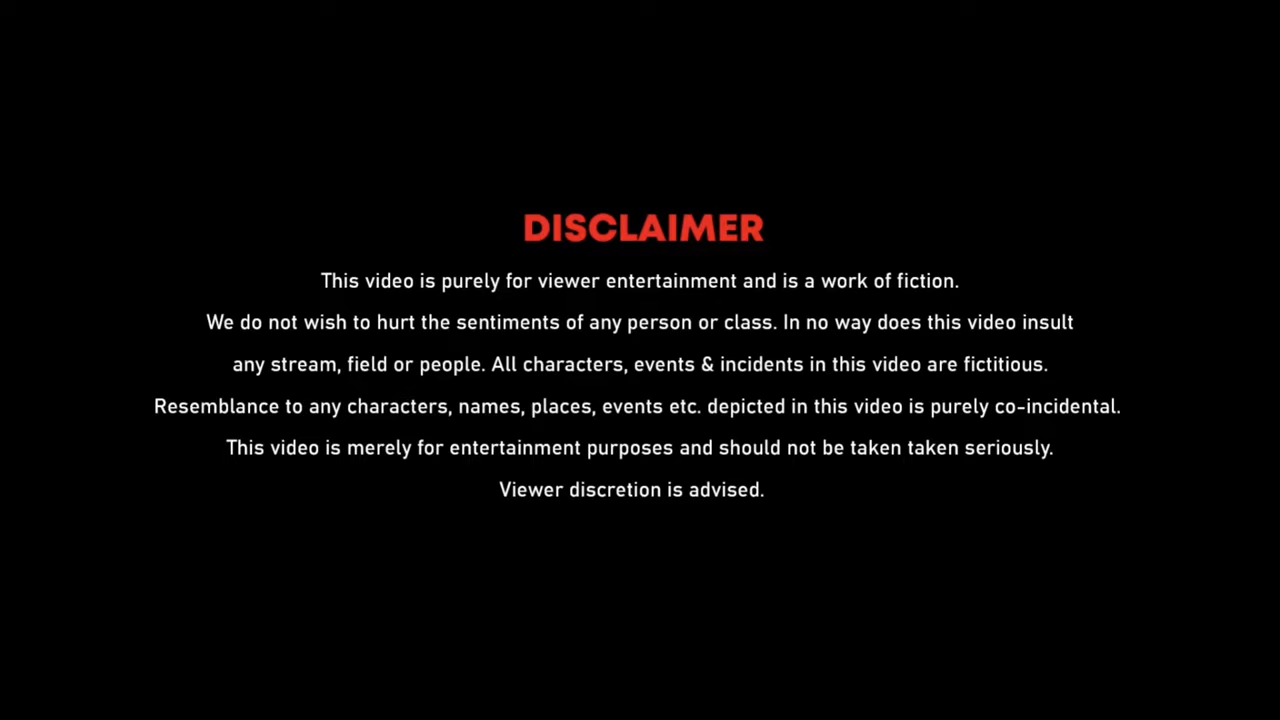 DISCLAIMER
This video is purely for viewer entertainment and is a work of fiction.
We do not wish to hurt the sentiments of any person or class. In no way does this video insult
any stream, field or people. All characters, events & incidents in this video are fictitious.
Resemblance to any characters, names, places, events etc. depicted in this video is purely co-incidental.
This video is merely for entertainment purposes and should not be taken taken seriously.
Viewer discretion is advised.